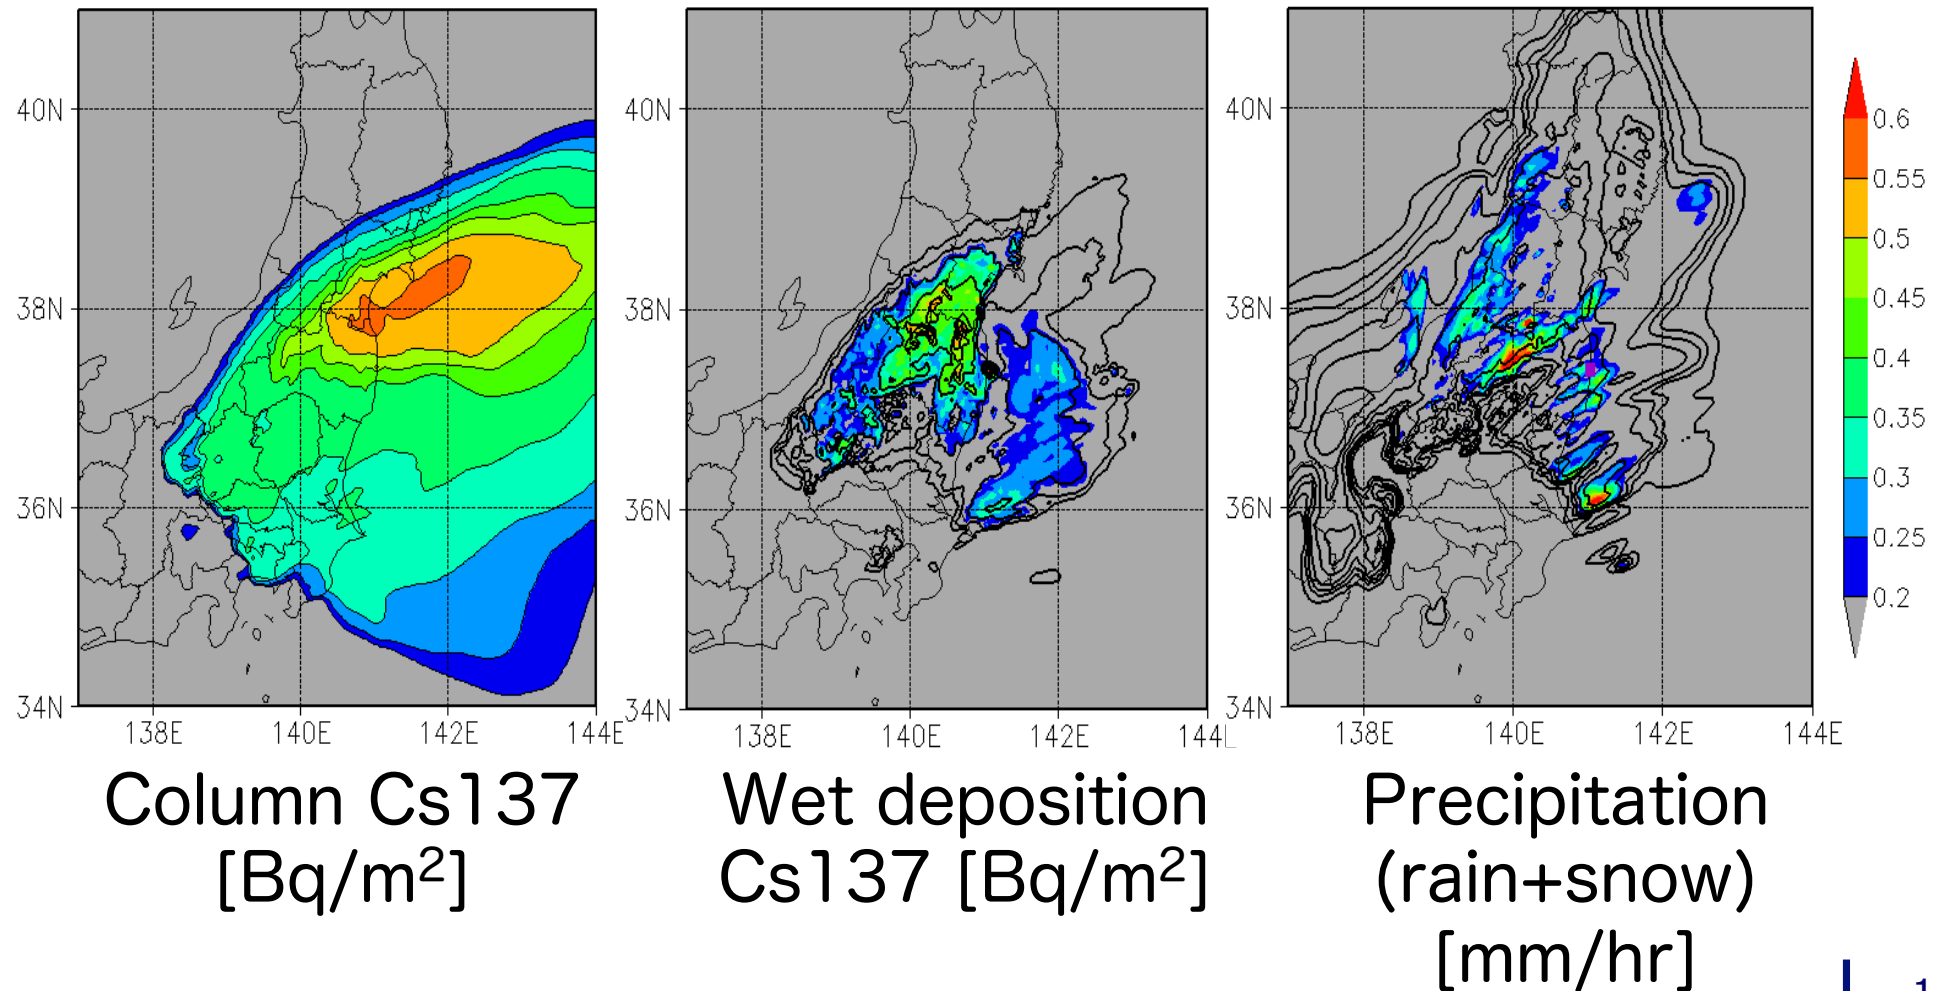 40N
38N
36N
34N
138E 140E 142E 144E
40N
38N
36N
34N
138E 140E 142E 144E
40N
38N
36N
34N
138E 140E 142E 144E
0.6
0.55
0.5
0.45
0.4
0.35
0.3
0.25
0.2
Column Cs137
[Bq/m²]
Wet deposition
Cs137 [Bq/m²]
Precipitation
(rain+snow)
[mm/hr]
1